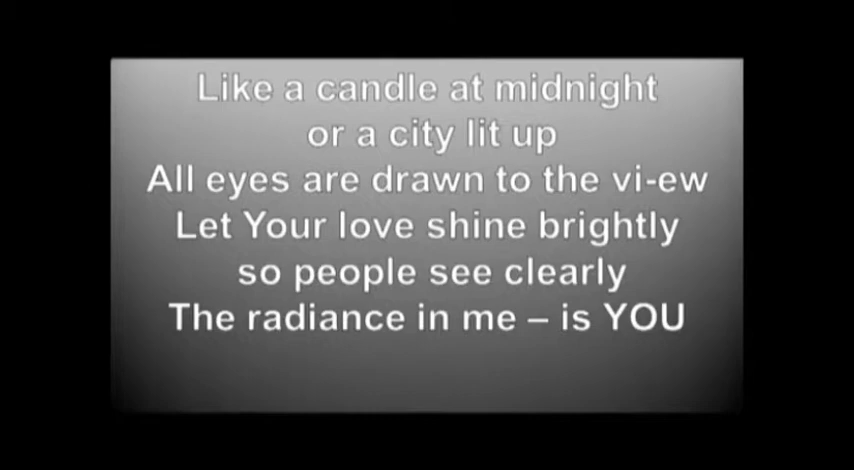 Like a candle at midnight
or a city lit up
All eyes are drawn to the vi-ew
Let Your love shine brightly
so people see clearly
The radiance in me – is YOU